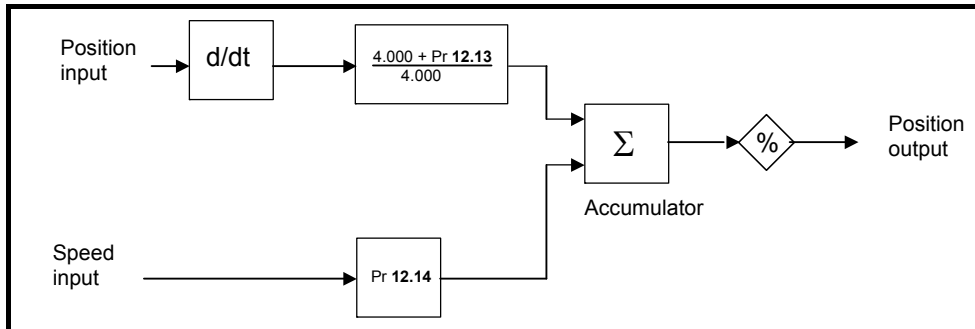 Position
input
d/dt
4.000 + Pr 12.13
4.000
Σ
Accumulator
%
Position
output
Speed
input
Pr 12.14